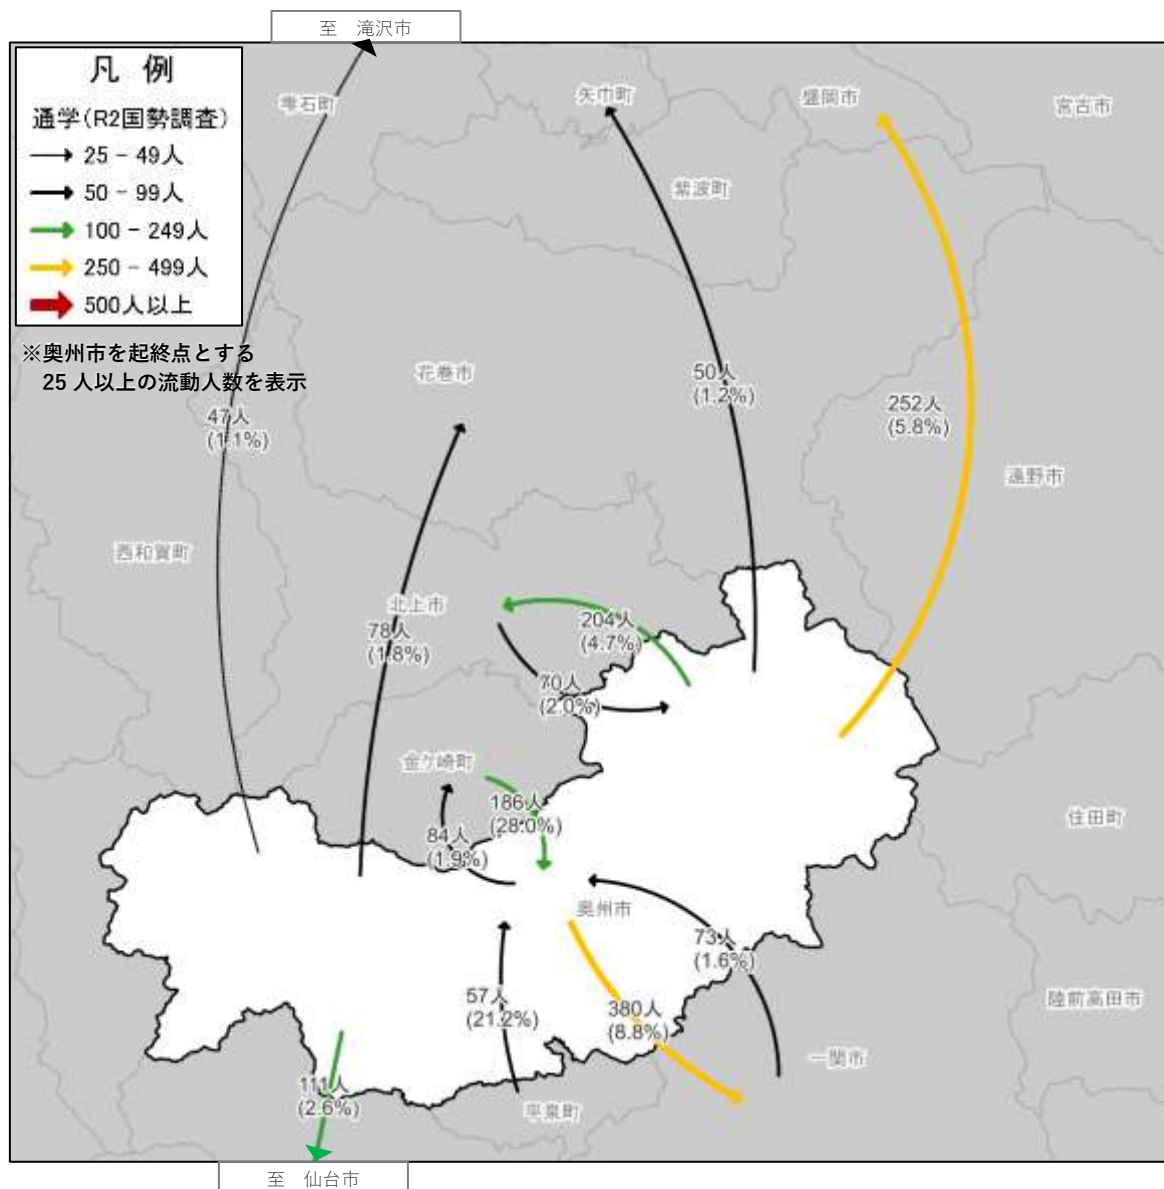 至 滝沢市
凡 例
通学(R2国勢調査)
25 - 49人
50 - 99人
100 - 249人
250 - 499人
500人以上
※奥州市を起終点とする
25 人以上の流動人数を表示
雫石町
矢巾町
盛岡市
宮古市
紫波町
花巻市
50人
(1.2%)
252人
(5.8%)
47人
(1.1%)
遠野市
西和賀町
北上市
78人
(1.8%)
204人
(4.7%)
70人
(2.0%)
金ケ崎町
186人
(28.0%)
84人
(1.9%)
住田町
奥州市
73人
(1.6%)
57人
(21.2%)
380人
(8.8%)
陸前高田市
一関市
111人
(2.6%)
平泉町
至 仙台市